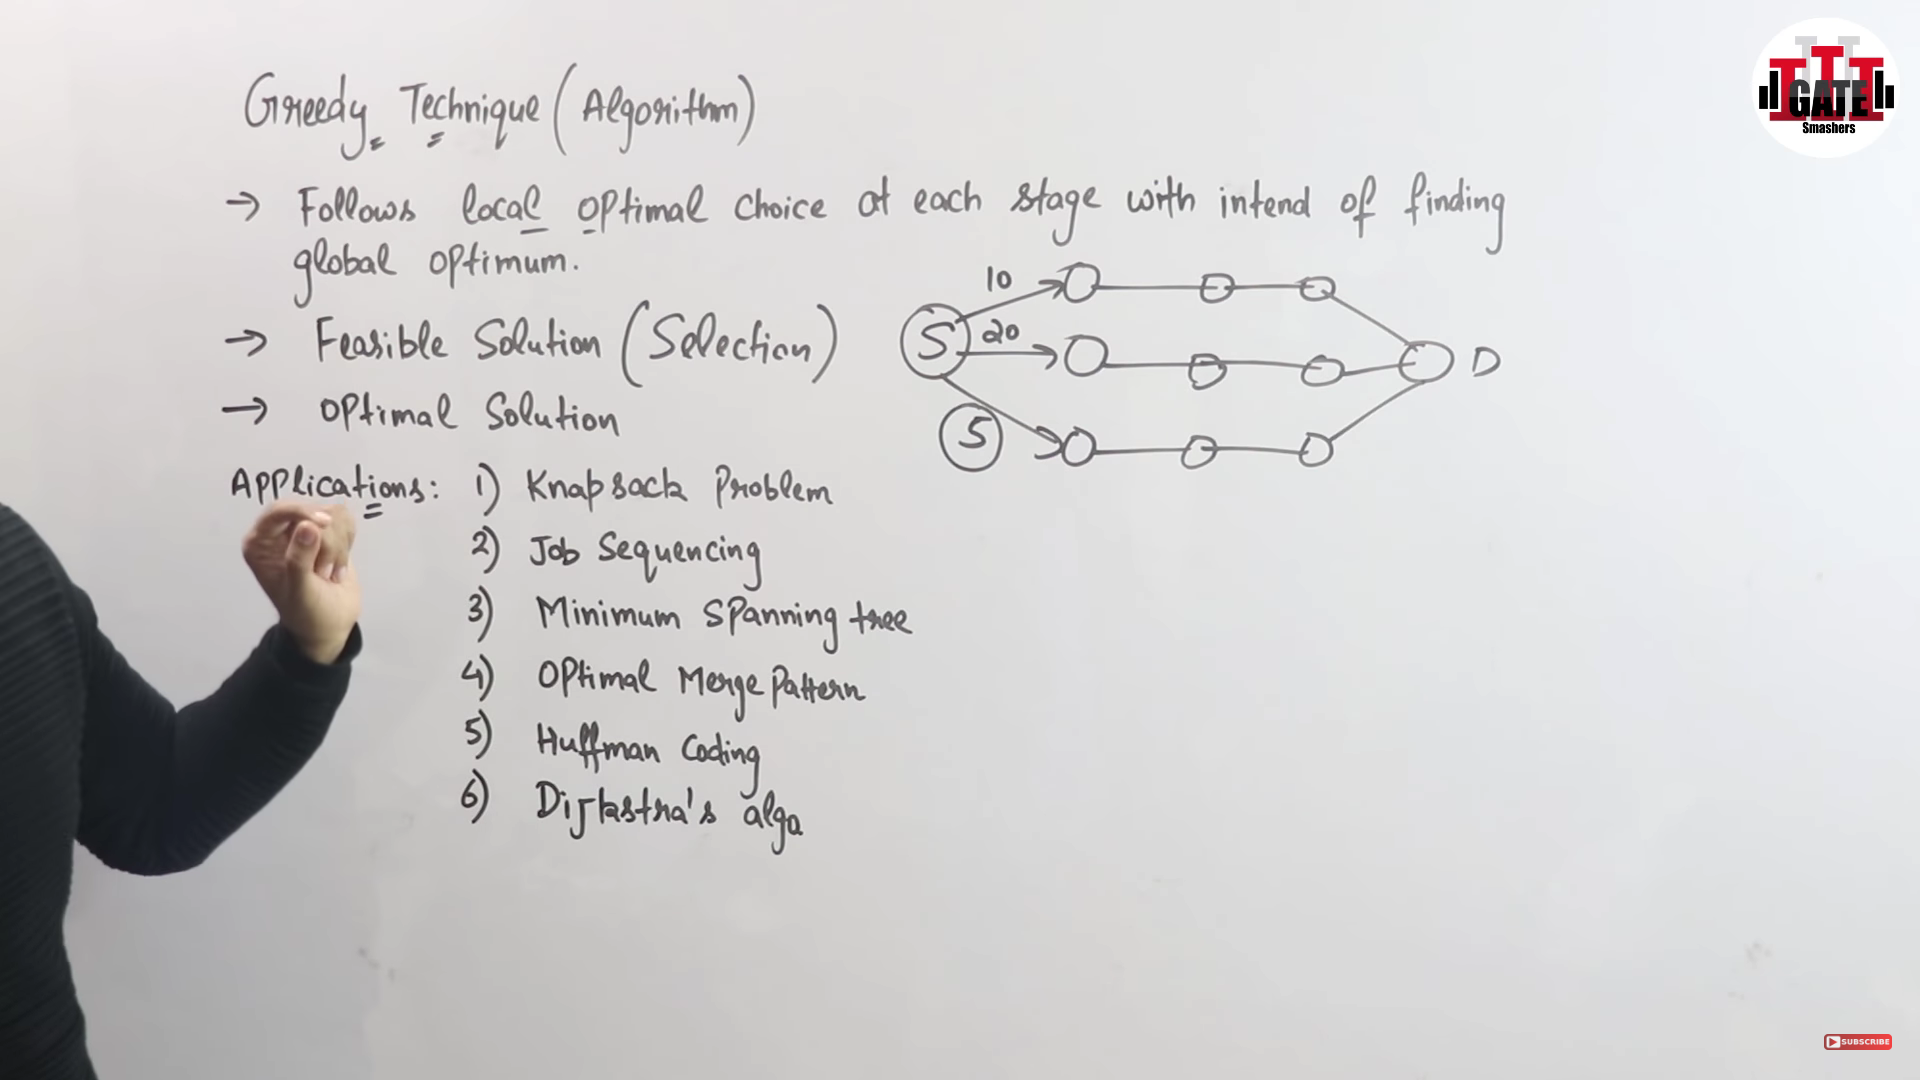 Greedy Technique (Algorithm)
→ Follows local optimal choice at each stage with intend of finding
global optimum.
→ Feasible Solution (Selection)
→ Optimal Solution
10
S
20
5
D
Applications: 1) Knapsack Problem
2) Job Sequencing
3) Minimum Spanning tree
4) Optimal Merge Pattern
5) Huffman Coding
6) Dijkstra's algo
GATE
Smashers
SUBSCRIBE